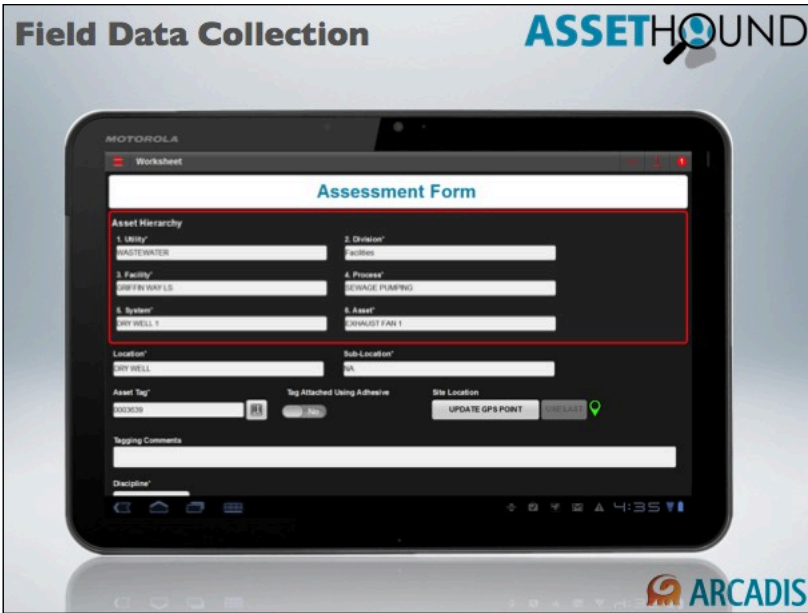 Field Data Collection
ASSETHOUND
MOTOROLA
Worksheet
1
Assessment Form
Asset Hierarchy
1. Utility*
2. Division*
WASTEWATER
Facilities
3. Facility*
4. Process*
GRIFFIN WAY LS
SEWAGE PUMPING
5. System*
6. Asset*
DRY WELL 1
EXHAUST FAN 1
Location*
Sub-Location*
DRY WELL
NA
Asset Tag*
Tag Attached Using Adhesive
Site Location
0003639
No
UPDATE GPS POINT
USE LAST
Tagging Comments
Discipline*
4:35
ARCADIS